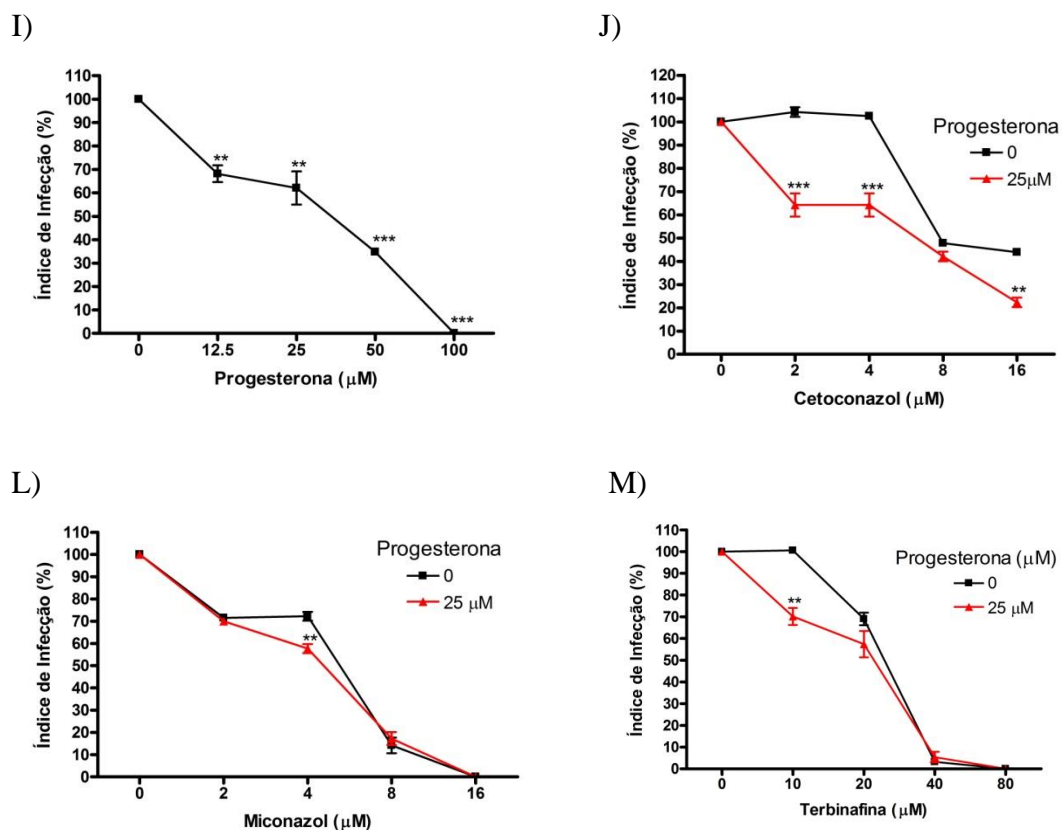 I)
110
100
90
80
70
60
50
40
30
20
10
0
Índice de Infecção (%)
**
**
***
***
0 12.5 25 50 100
Progesterona (µM)
J)
120
110
100
90
80
70
60
50
40
30
20
10
0
Índice de Infecção (%)
Progesterona
0
25µM
***
***
**
0 2 4 8 16
Cetoconazol (µM)
L)
110
100
90
80
70
60
50
40
30
20
10
0
Índice de Infecção (%)
Progesterona
0
25 µM
**
0 2 4 8 16
Miconazol (µM)
M)
110
100
90
80
70
60
50
40
30
20
10
0
Índice de Infecção (%)
Progesterona (µM)
0
25 µM
**
0 10 20 40 80
Terbinafina (µM)